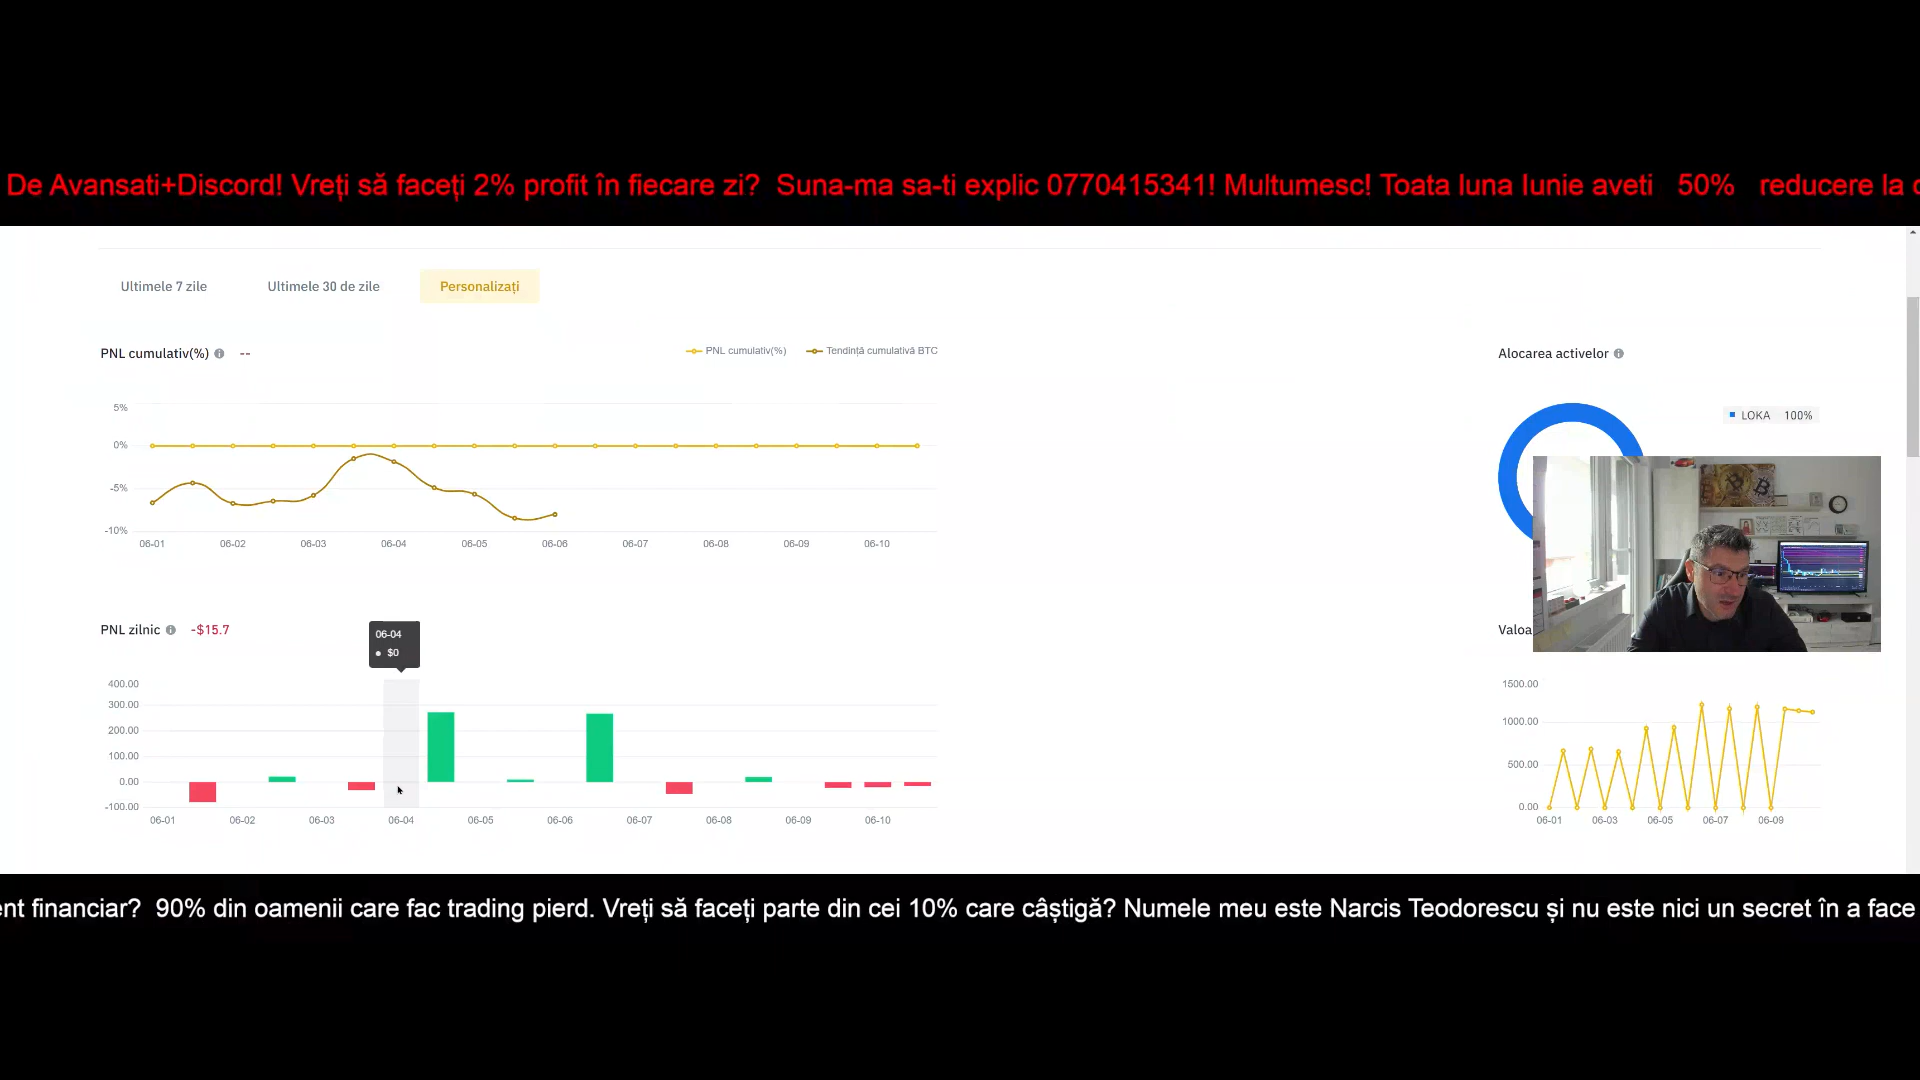 De Avansati+Discord! Vreți să faceți 2% profit în fiecare zi? Suna-ma sa-ti explic 0770415341! Multumesc! Toata luna Iunie aveti 50% reducere la
Ultimele 7 zile Ultimele 30 de zile Personalizați
PNL cumulativ(%) -- PNL cumulativ(%) Tendință cumulativă BTC
5%
0%
-5%
-10%
06-01 06-02 06-03 06-04 06-05 06-06 06-07 06-08 06-09 06-10
Alocarea activelor
LOKA 100%
PNL zilnic -$15.7
06-04
$0
400.00
300.00
200.00
100.00
0.00
-100.00
06-01 06-02 06-03 06-04 06-05 06-06 06-07 06-08 06-09 06-10
Valoa
1500.00
1000.00
500.00
0.00
06-01 06-03 06-05 06-07 06-09
ent financiar? 90% din oamenii care fac trading pierd. Vreți să faceți parte din cei 10% care câștigă? Numele meu este Narcis Teodorescu și nu este nici un secret în a face